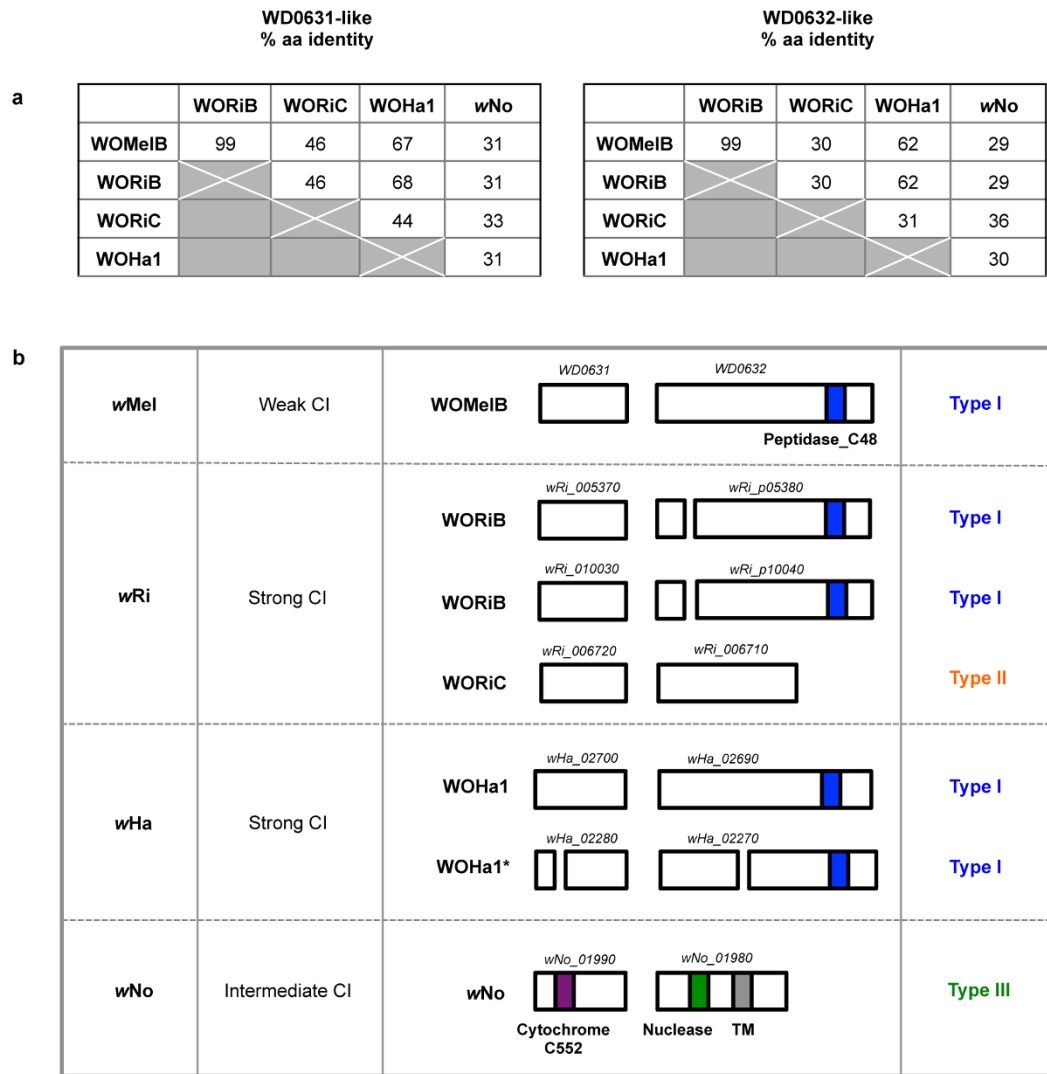 WD0631-like
% aa identity
WD0632-like
% aa identity
a
WORiB WORiC WOHa1 wNo
WOMelB 99 46 67 31
WORiB 46 68 31
WORiC 44 33
WOHa1 31
WORiB WORiC WOHa1 wNo
WOMelB 99 30 62 29
WORiB 30 62 29
WORiC 31 36
WOHa1 30
b
WD0631 WD0632
wMel Weak CI WOMelB Type I
Peptidase_C48
wRi_005370 wRi_p05380
WORiB Type I
wRi_010030 wRi_p10040
wRi Strong CI WORiB Type I
wRi_006720 wRi_006710
WORiC Type II
wHa_02700 wHa_02690
WOHa1 Type I
wHa Strong CI
wHa_02280 wHa_02270
WOHa1* Type I
wNo_01990 wNo_01980
wNo Intermediate CI wNo Type III
Cytochrome Nuclease TM
C552